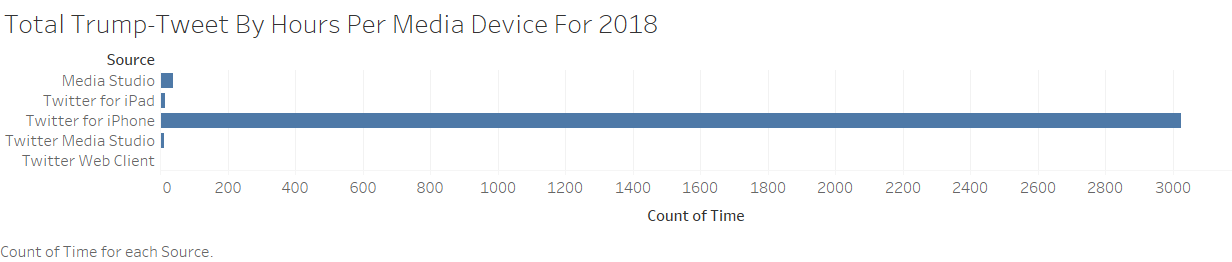 Total Trump-Tweet By Hours Per Media Device For 2018
Source
Media Studio
Twitter for iPad
Twitter for iPhone
Twitter Media Studio
Twitter Web Client
0 200 400 600 800 1000 1200 1400 1600 1800 2000 2200 2400 2600 2800 3000
Count of Time
Count of Time for each Source.